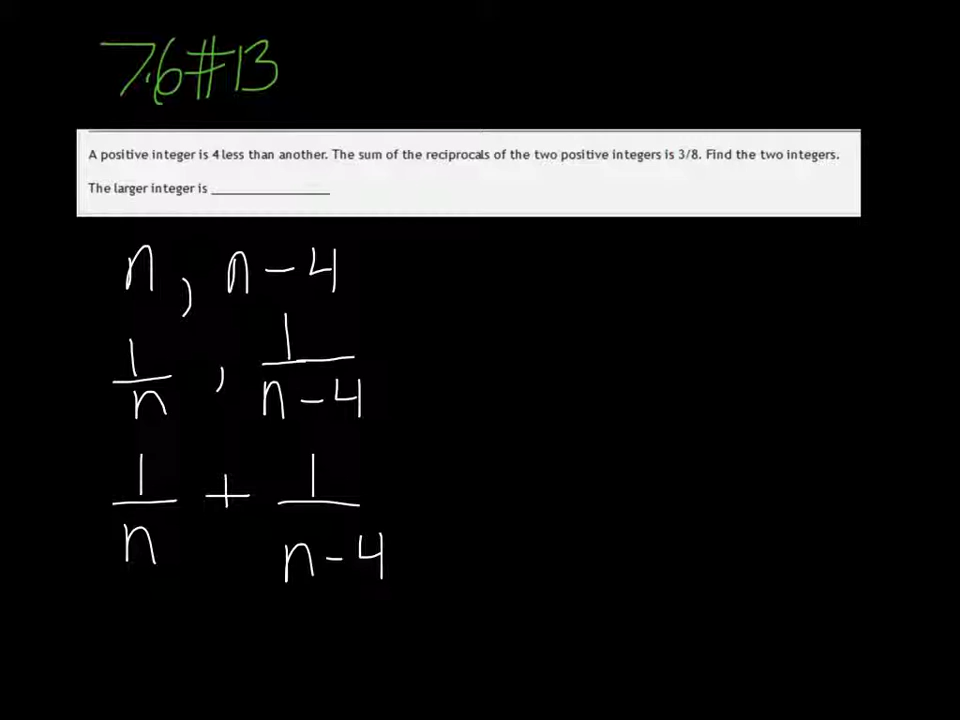 7.6#13
A positive integer is 4 less than another. The sum of the reciprocals of the two positive integers is 3/8. Find the two integers.
The larger integer is ________________
n, n-4
1/n, 1/n-4
1/n + 1/n-4